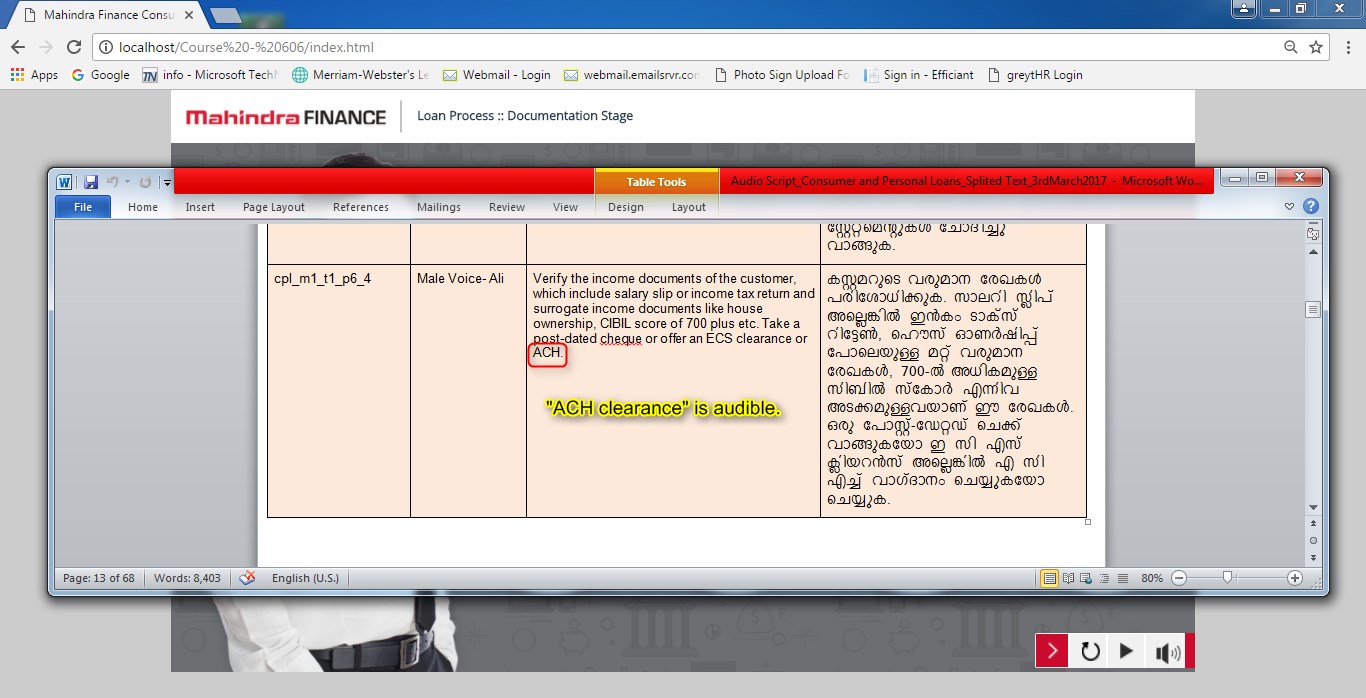 Mahindra Finance Consu
localhost/Course%20-%20606/index.html
Apps
Google
info - Microsoft Tech
Merriam-Webster's Le
Webmail - Login
webmail.emailsrvr.com
Photo Sign Upload Fo
Sign in - Efficiant
greytHR Login
Mahindra FINANCE
Loan Process :: Documentation Stage
Table Tools
Audio Script_Consumer and Personal Loans_Splited Text_3rdMarch2017 - Microsoft Wo...
File Home Insert Page Layout References Mailings Review View Design Layout
സ്റ്റേറ്റ്മെന്റുകൾ ചോദിച്ചു
വാങ്ങുക.
cpl_m1_t1_p6_4
Male Voice- Ali
Verify the income documents of the customer,
which include salary slip or income tax return and
surrogate income documents like house
ownership, CIBIL score of 700 plus etc. Take a
post-dated cheque or offer an ECS clearance or
ACH.
"ACH clearance" is audible.
കസ്റ്റമറുടെ വരുമാന രേഖകൾ
പരിശോധിക്കുക. സാലറി സ്ലിപ്
അല്ലെങ്കിൽ ഇൻകം ടാക്സ്
റിട്ടേൺ, ഹൌസ് ഓണർഷിപ്പ്
പോലെയുള്ള മറ്റ് വരുമാന
രേഖകൾ, 700-ൽ അധികമുള്ള
സിബിൽ സ്കോർ എന്നിവ
അടക്കമുള്ളവയാണ് ഈ രേഖകൾ.
ഒരു പോസ്റ്റ്-ഡേറ്റഡ് ചെക്ക്
വാങ്ങുകയോ ഇ സി എസ്
ക്ലിയറൻസ് അല്ലെങ്കിൽ എ സി
എച്ച് വാഗ്ദാനം ചെയ്യുകയോ
ചെയ്യുക.
Page: 13 of 68
Words: 8,403
English (U.S.)
80%